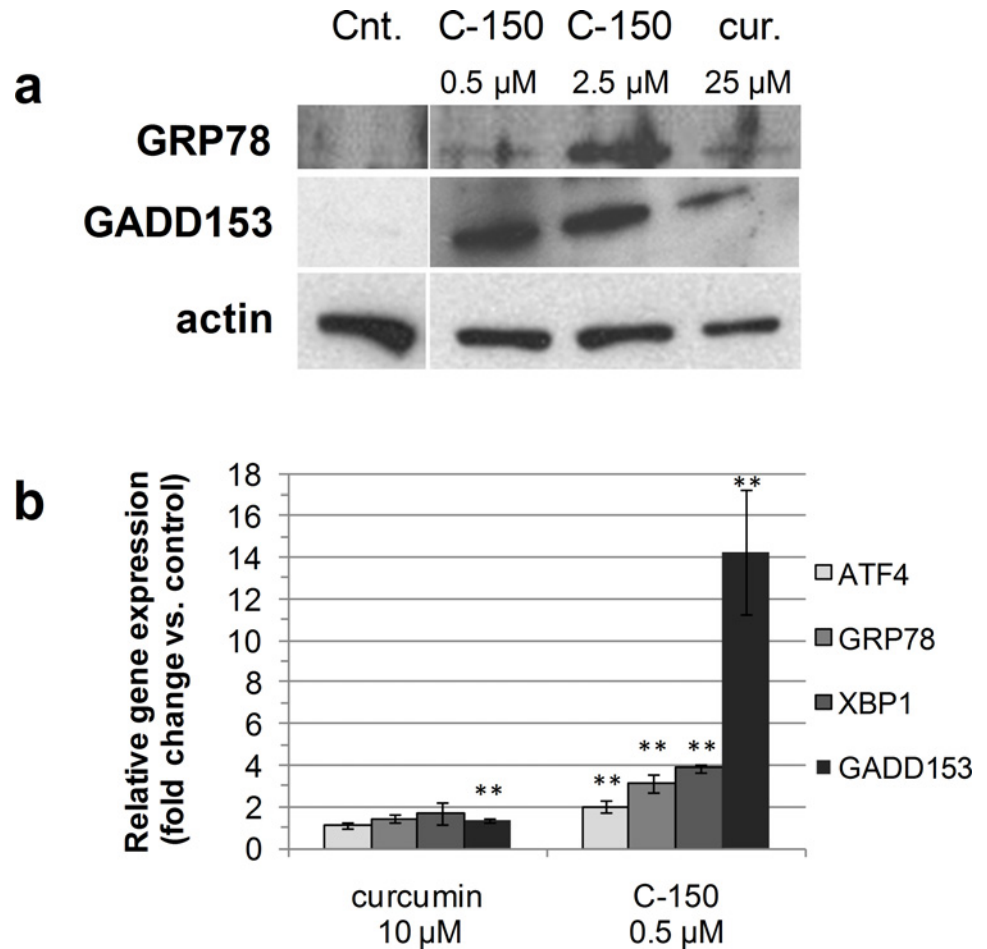 Cnt. C-150 C-150 cur.
0.5 µM 2.5 µM 25 µM
a
GRP78
GADD153
actin
b
Relative gene expression
(fold change vs. control)
18
16
14
12
10
8
6
4
2
0
**
** ** ** **
ATF4
GRP78
XBP1
GADD153
curcumin
10 µM
C-150
0.5 µM